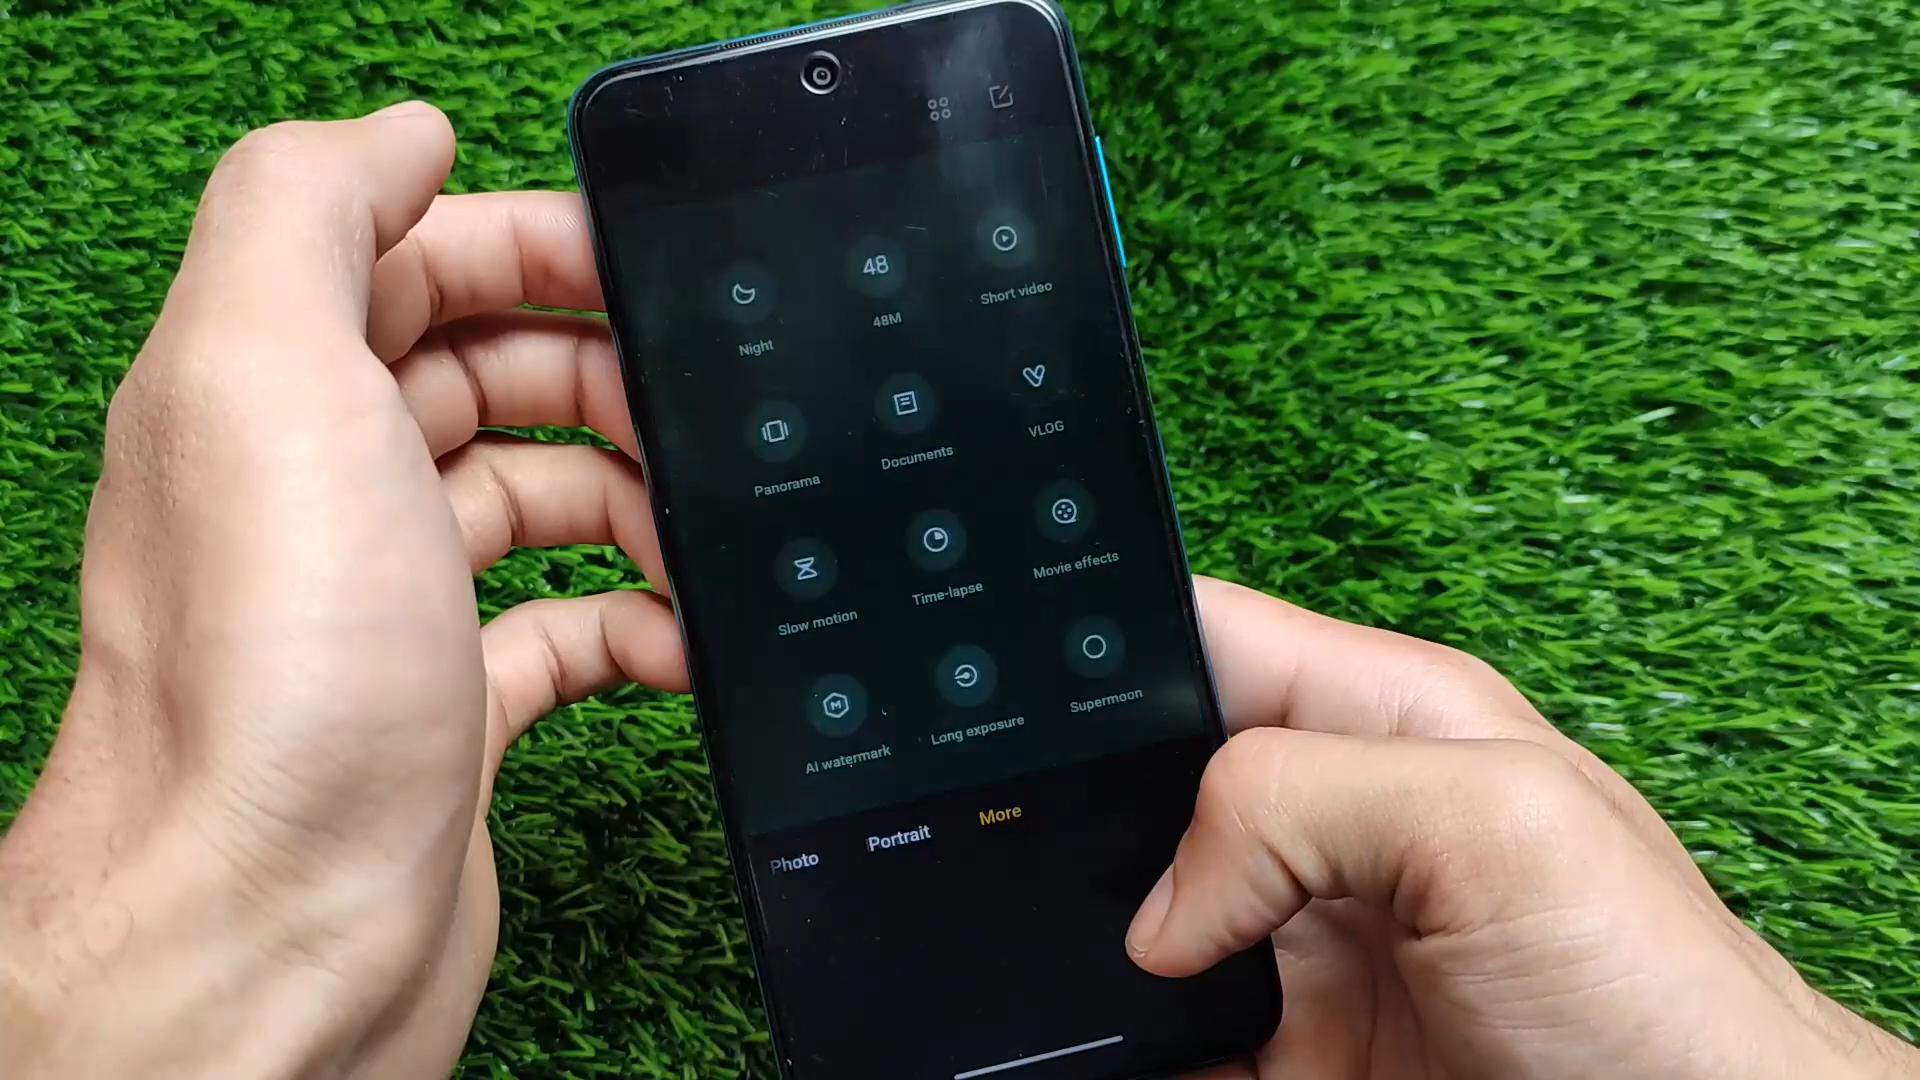 48
Night
48M
Short video
Panorama
Documents
VLOG
Slow motion
Time-lapse
Movie effects
M
AI watermark
Long exposure
Supermoon
Photo
Portrait
More